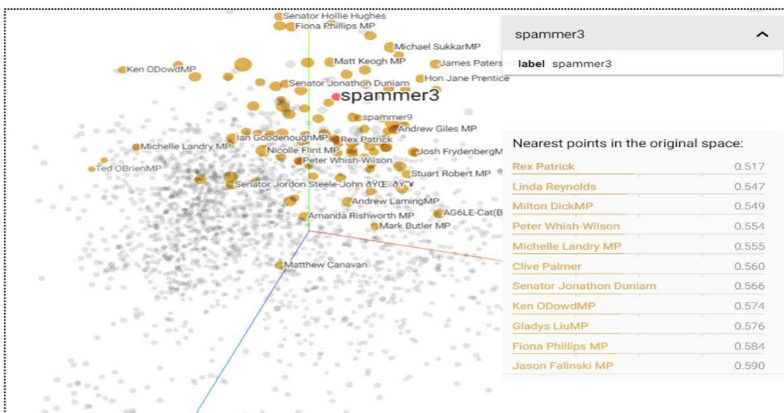 Senator Hollie Hughes
Fiona Phillips MP
Michael SukkarMP
Matt Keogh MP
James Paters
Ken ODowdMP
Hon Jane Prentice
Senator Jonathon Duniam
spammer3
spammer9
Andrew Giles MP
Ian GoodenoughMP
Rex Patrick
Michelle Landry MP
Nicolle Flint MP
Josh FrydenbergM
Peter Whish-Wilson
Ted OBrienMP
Stuart Robert MP
Senator Jordon Steele-John ðŸŒˆðŸ˜¥
Andrew LamingMP
Amanda Rishworth MP
AG6LE-Cat(B
Mark Butler MP
Matthew Canavan
spammer3
label spammer3
Nearest points in the original space:
Rex Patrick 0.517
Linda Reynolds 0.547
Milton DickMP 0.549
Peter Whish-Wilson 0.554
Michelle Landry MP 0.555
Clive Palmer 0.560
Senator Jonathon Duniam 0.566
Ken ODowdMP 0.574
Gladys LiuMP 0.576
Fiona Phillips MP 0.584
Jason Falinski MP 0.590